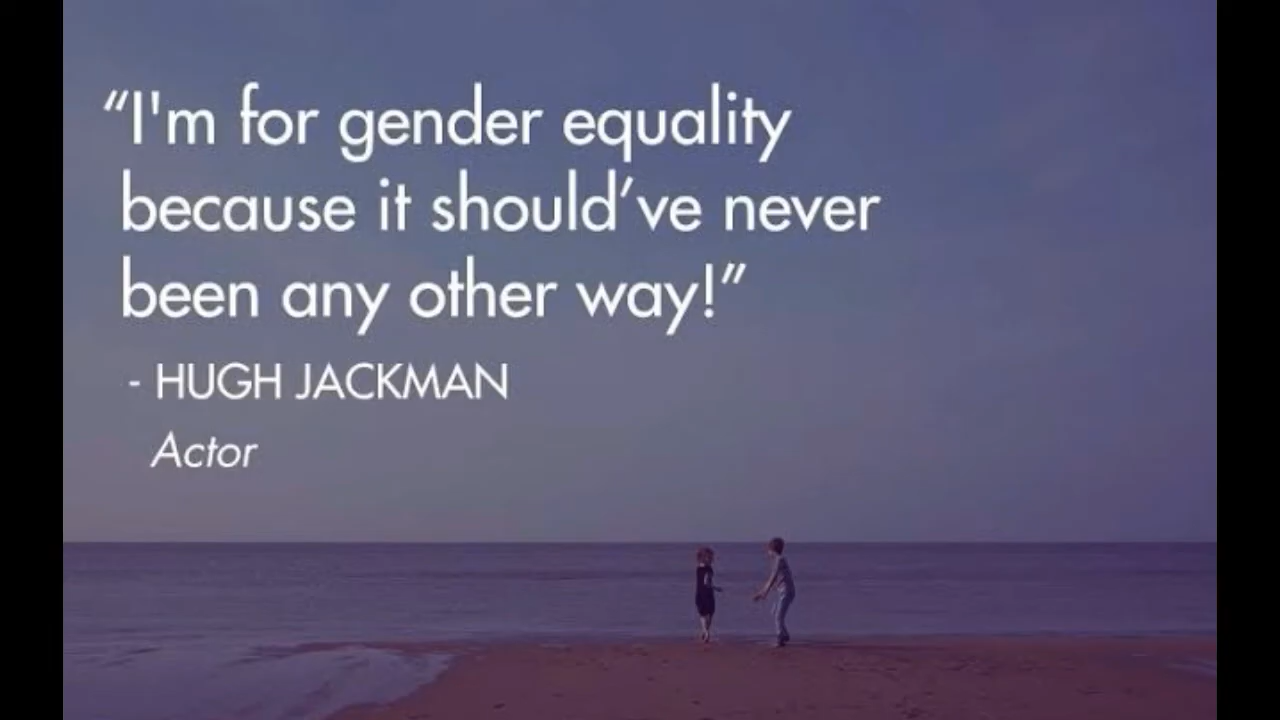 “I'm for gender equality
because it should’ve never
been any other way!”
- HUGH JACKMAN
Actor